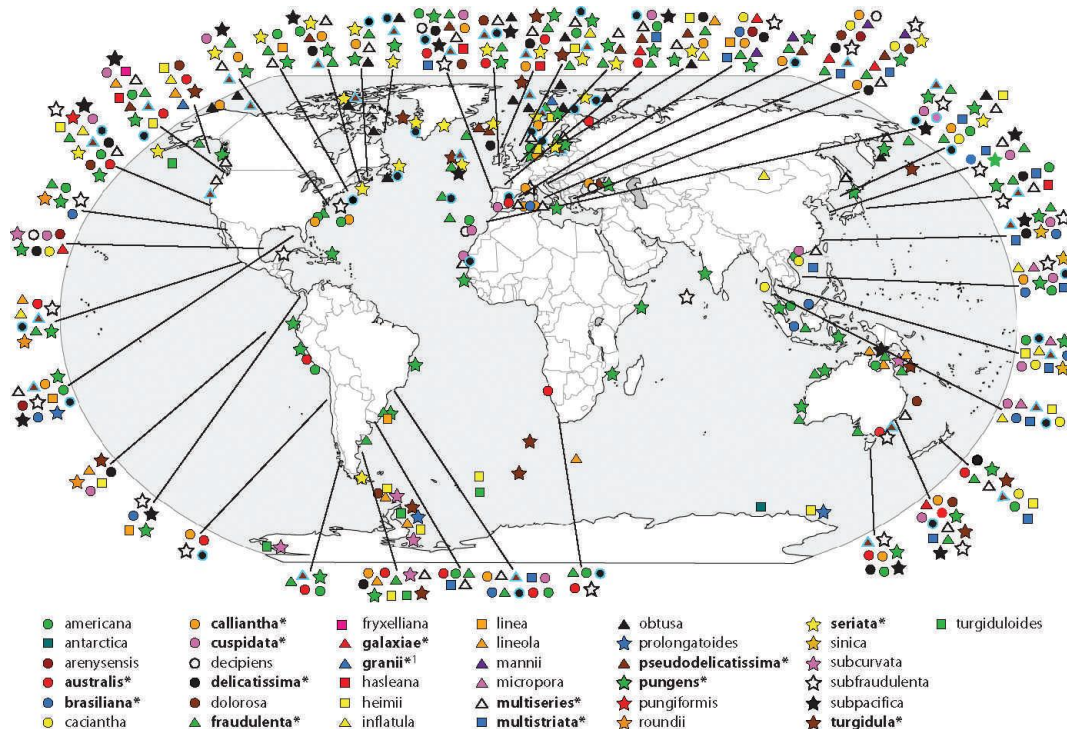 americana
antarctica
arenysensis
australis*
brasiliana*
caciantha
calliantha*
cuspidata*
decipiens
delicatissima*
dolorosa
fraudulenta*
fryxelliana
galaxiae*
granii*¹
hasleana
heimii
inflatula
linea
lineola
mannii
micropora
multiseries*
multistriata*
obtusa
prolongatoides
pseudodelicatissima*
pungens*
pungiformis
roundii
seriata*
sinica
subcurvata
subfraudulenta
subpacifica
turgidula*
turgiduloides